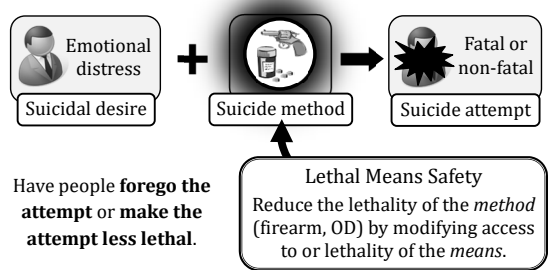 Emotional
distress
Suicidal desire
+
Suicide method
Fatal or
non-fatal
Suicide attempt
Have people forego the
attempt or make the
attempt less lethal.
Lethal Means Safety
Reduce the lethality of the method
(firearm, OD) by modifying access
to or lethality of the means.